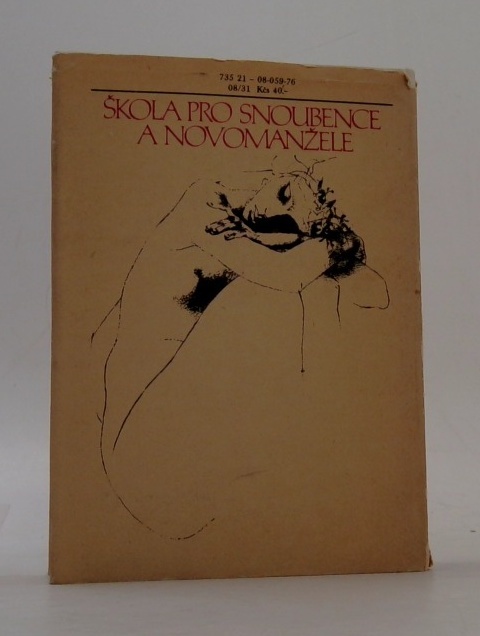 735 21 – 08-059-76
08/31 Kčs 40,-
ŠKOLA PRO SNOUBENCE
A NOVOMANŽELE